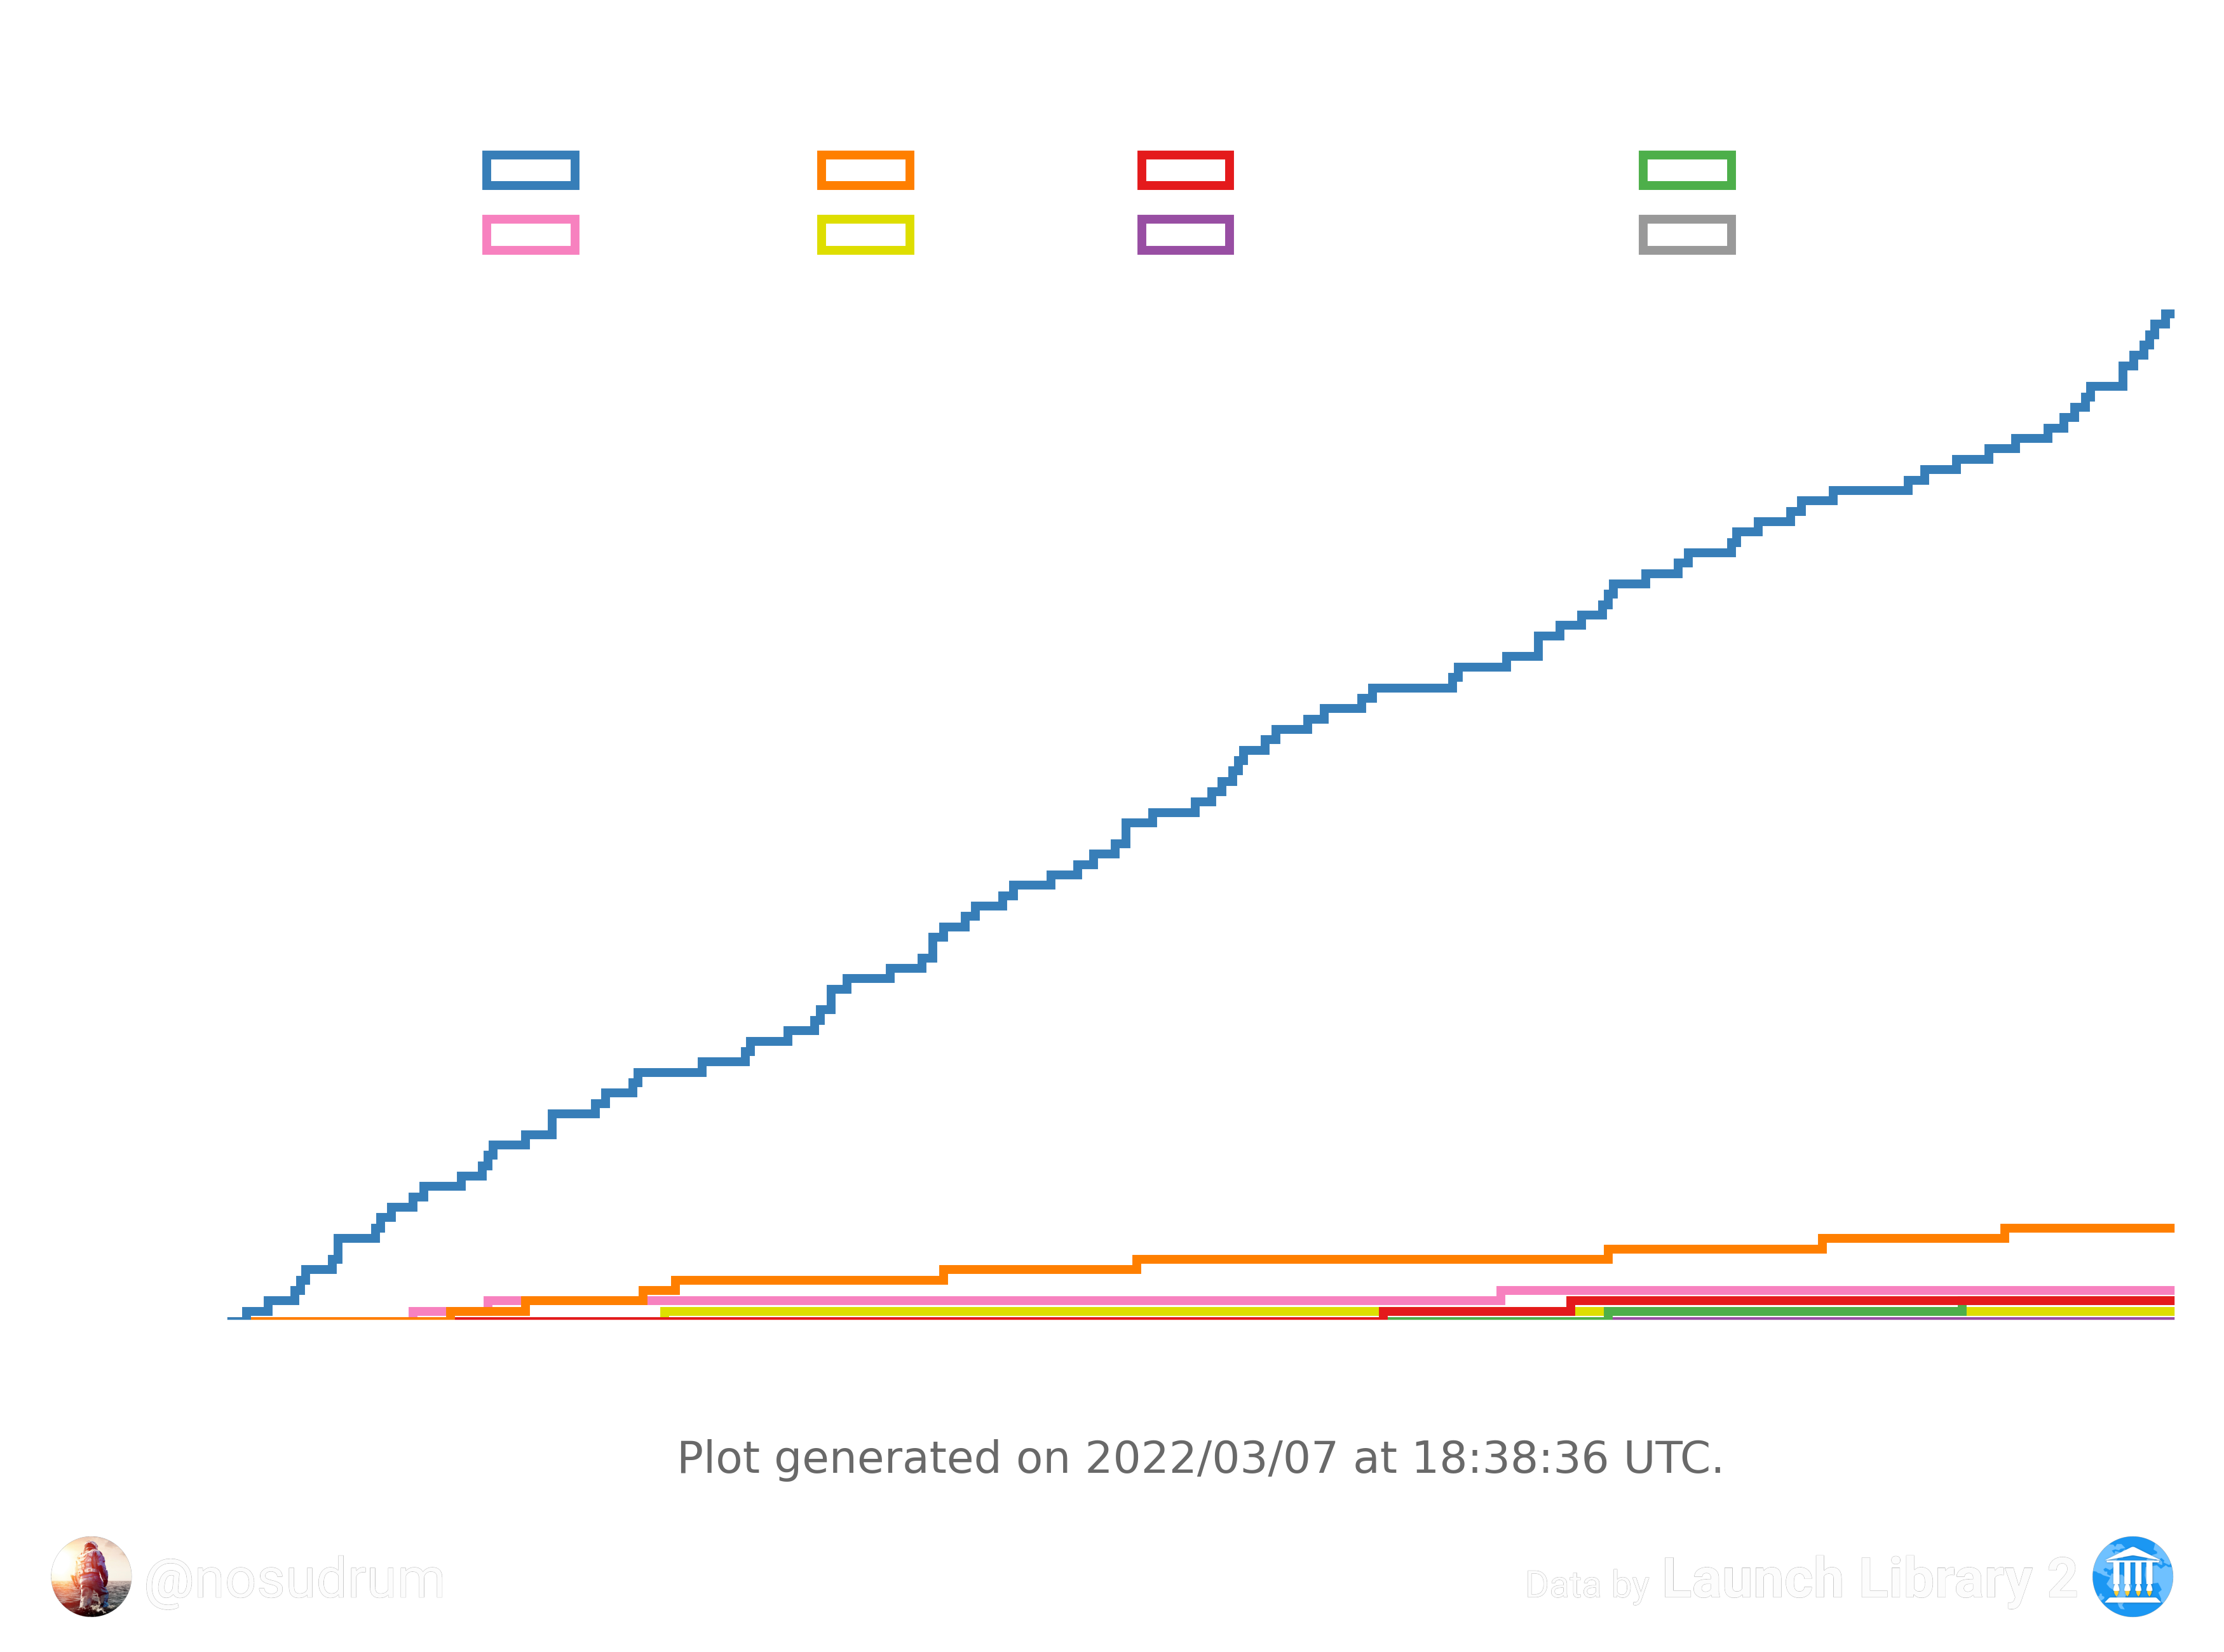 Plot generated on 2022/03/07 at 18:38:36 UTC.
@nosudrum
Data by Launch Library 2